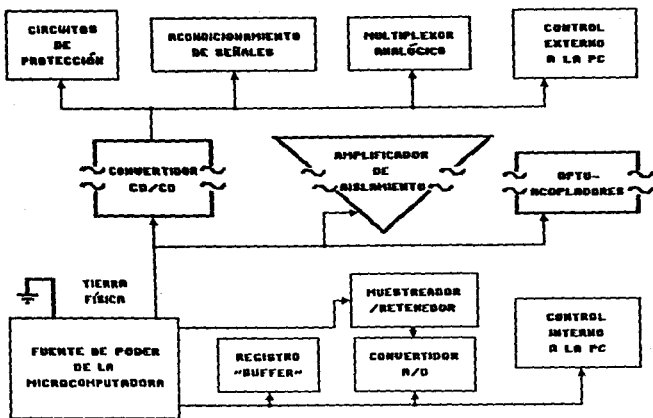 CIRCUITOS
DE
PROTECCIÓN
ACONDICIONAMIENTO
DE SEÑALES
MULTIPLEXOR
ANALÓGICO
CONTROL
EXTERNO
A LA PC
CONVERTIDOR
CD/CD
AMPLIFICADOR
DE
AISLAMIENTO
OPTO-
ACOPLADORES
TIERRA
FÍSICA
FUENTE DE PODER
DE LA
MICROCOMPUTADORA
MUESTREADOR
/RETENEDOR
REGISTRO
"BUFFER"
CONVERTIDOR
A/D
CONTROL
INTERNO
A LA PC